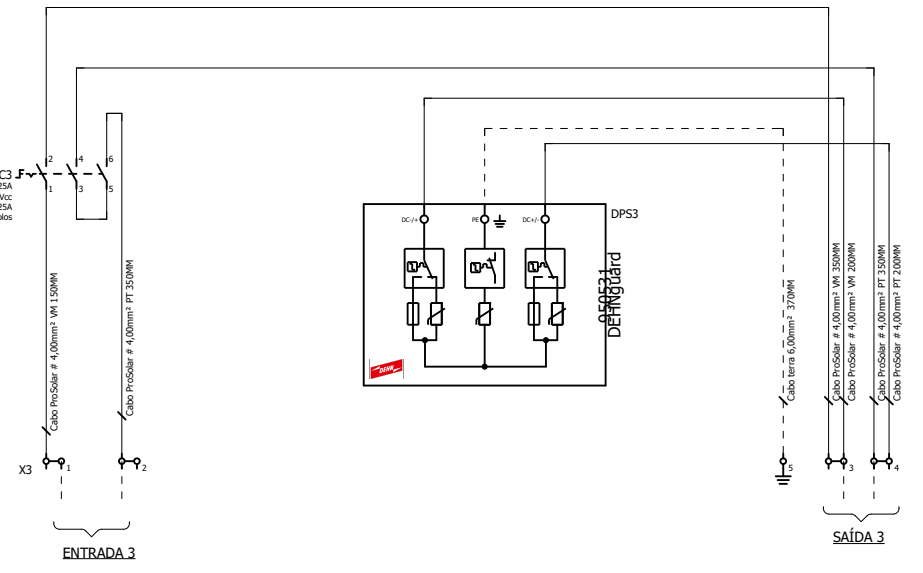 2
4
6
C3
25A
Vcc
25A
olos
1
3
5
DC-/+
PE
DC+/-
DPS3
950531
DEHNguard
DEHN
Cabo ProSolar # 4,00mm² VM 150MM
Cabo ProSolar # 4,00mm² PT 350MM
Cabo terra 6,00mm² 370MM
Cabo ProSolar # 4,00mm² VM 350MM
Cabo ProSolar # 4,00mm² VM 200MM
Cabo ProSolar # 4,00mm² PT 350MM
Cabo ProSolar # 4,00mm² PT 200MM
X3
1
2
5
3
4
ENTRADA 3
SAÍDA 3